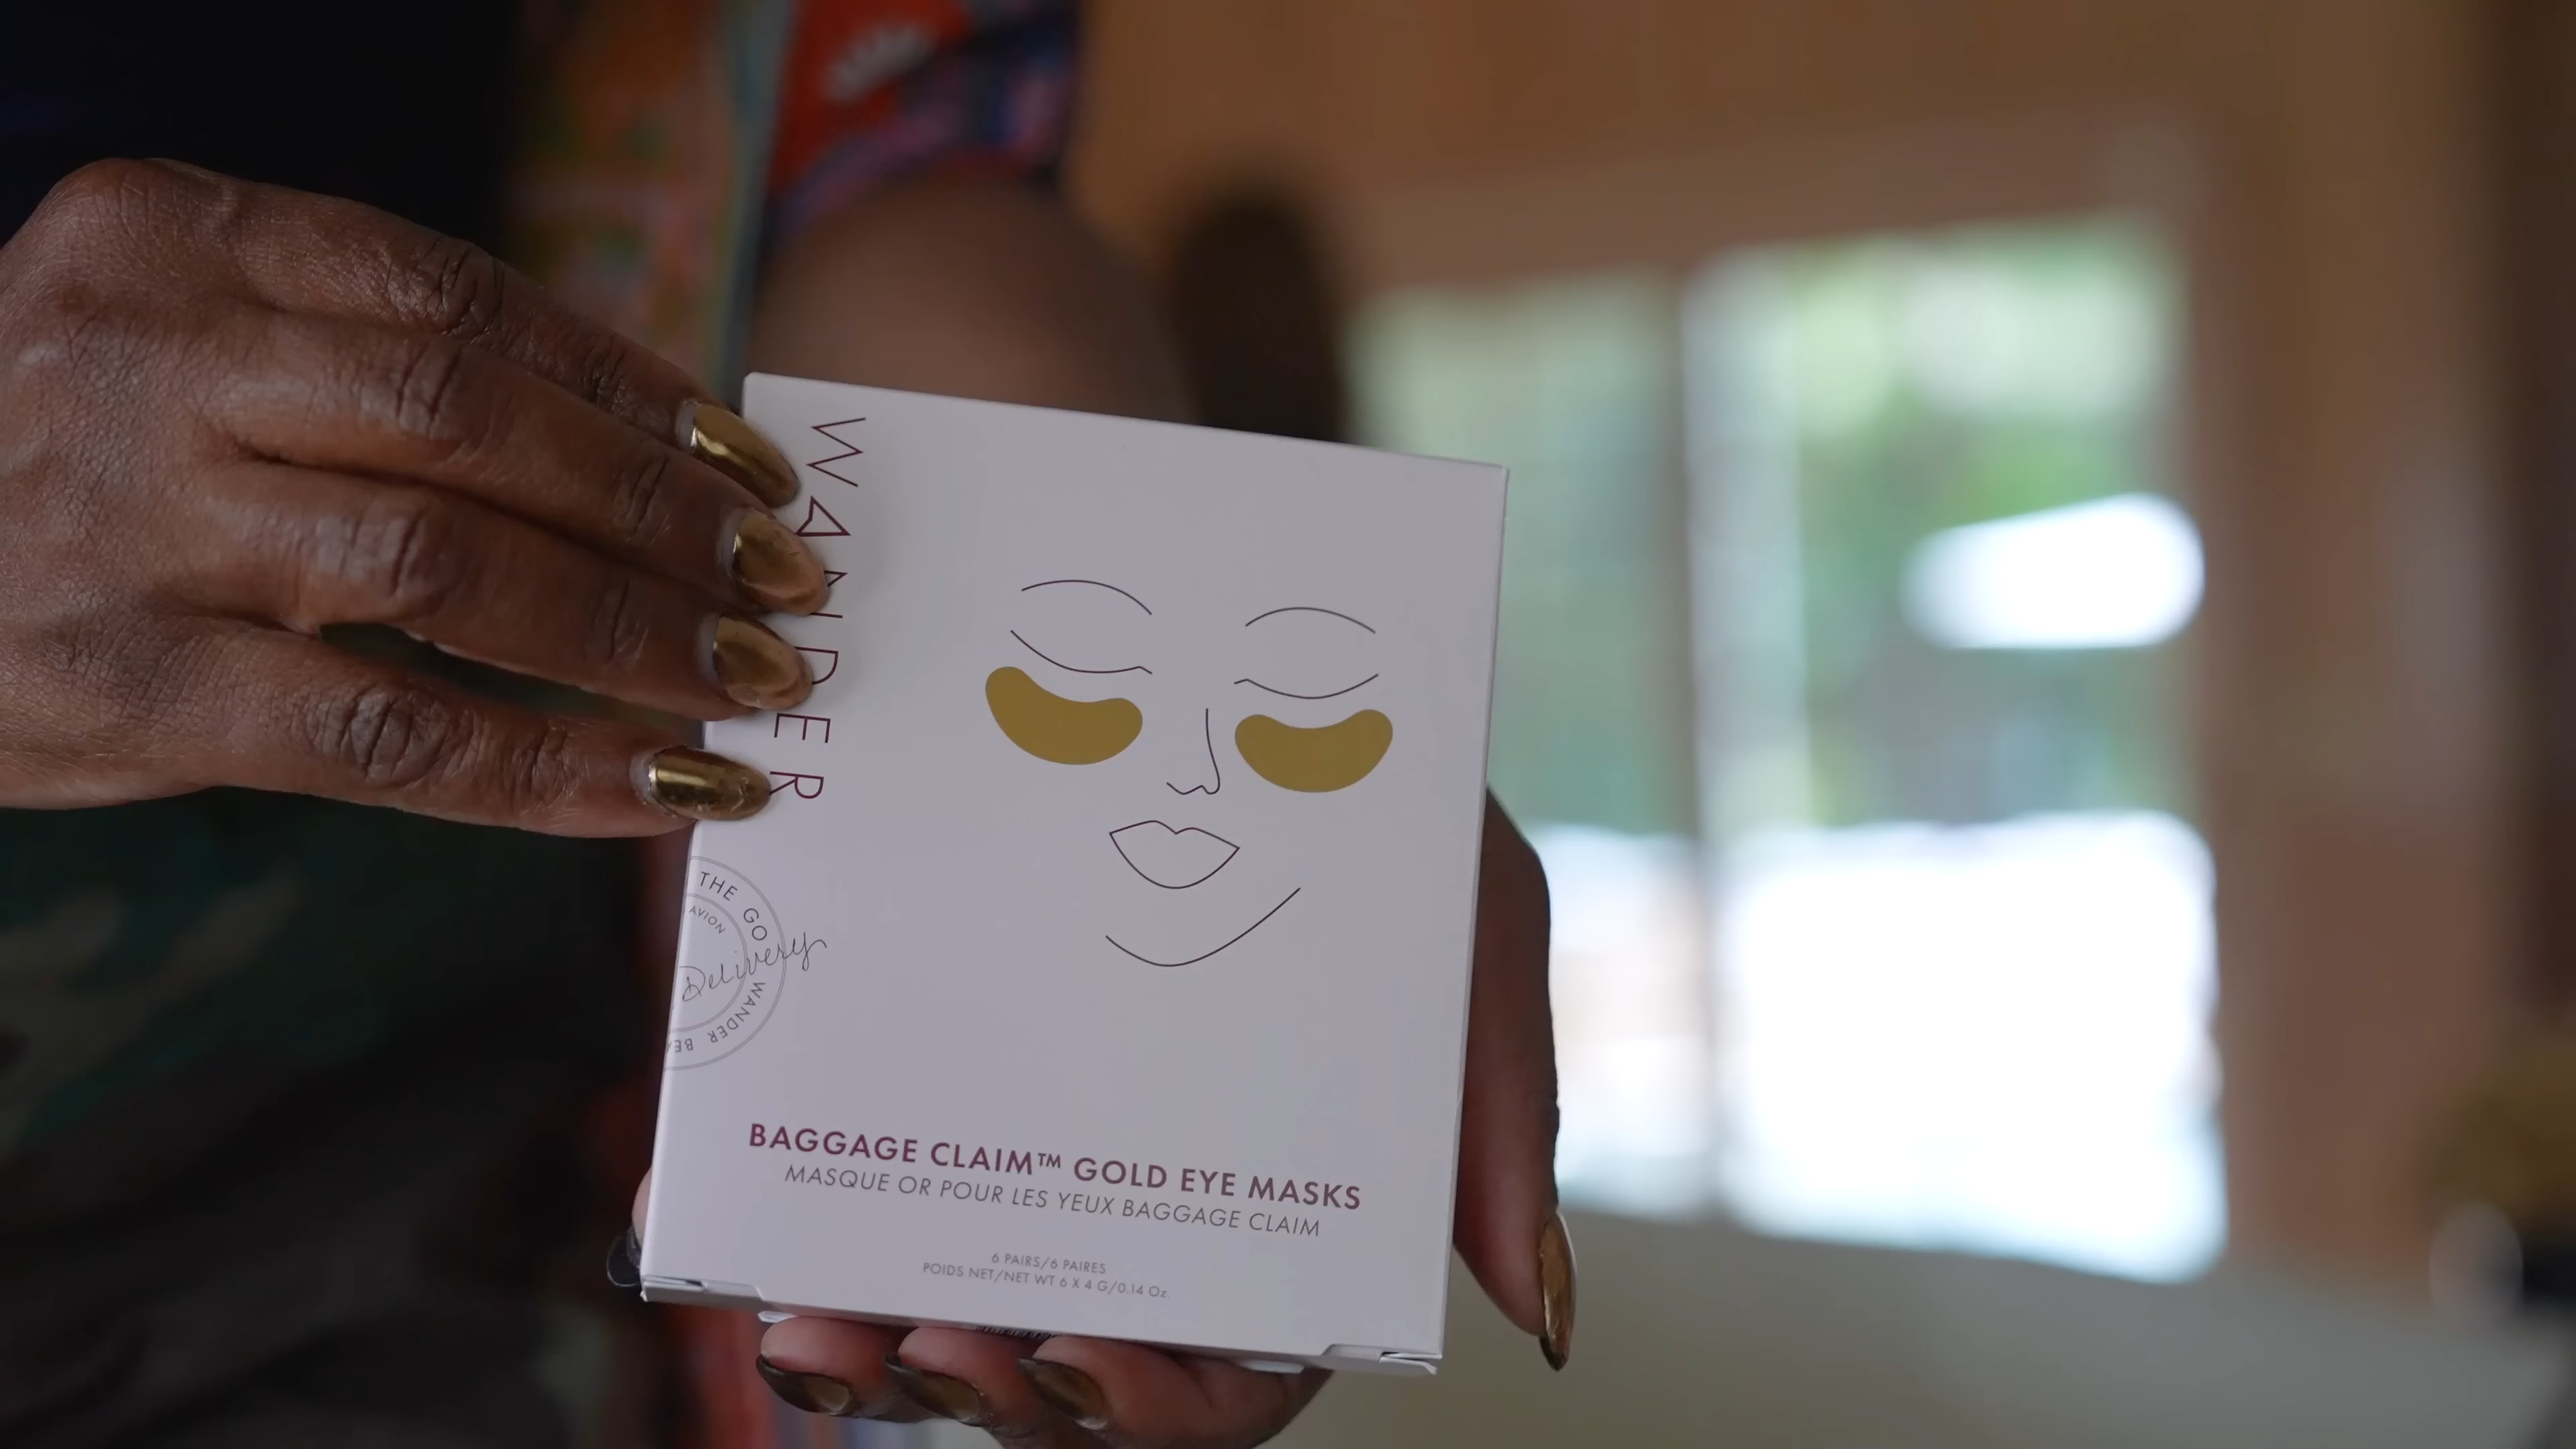 WANDER
THE GO
AVION
Delivery
WANDER
BAGGAGE CLAIM™ GOLD EYE MASKS
MASQUE OR POUR LES YEUX BAGGAGE CLAIM
6 PAIRS/6 PAIRES
POIDS NET/NET WT 6 X 4 G/0.14 Oz.